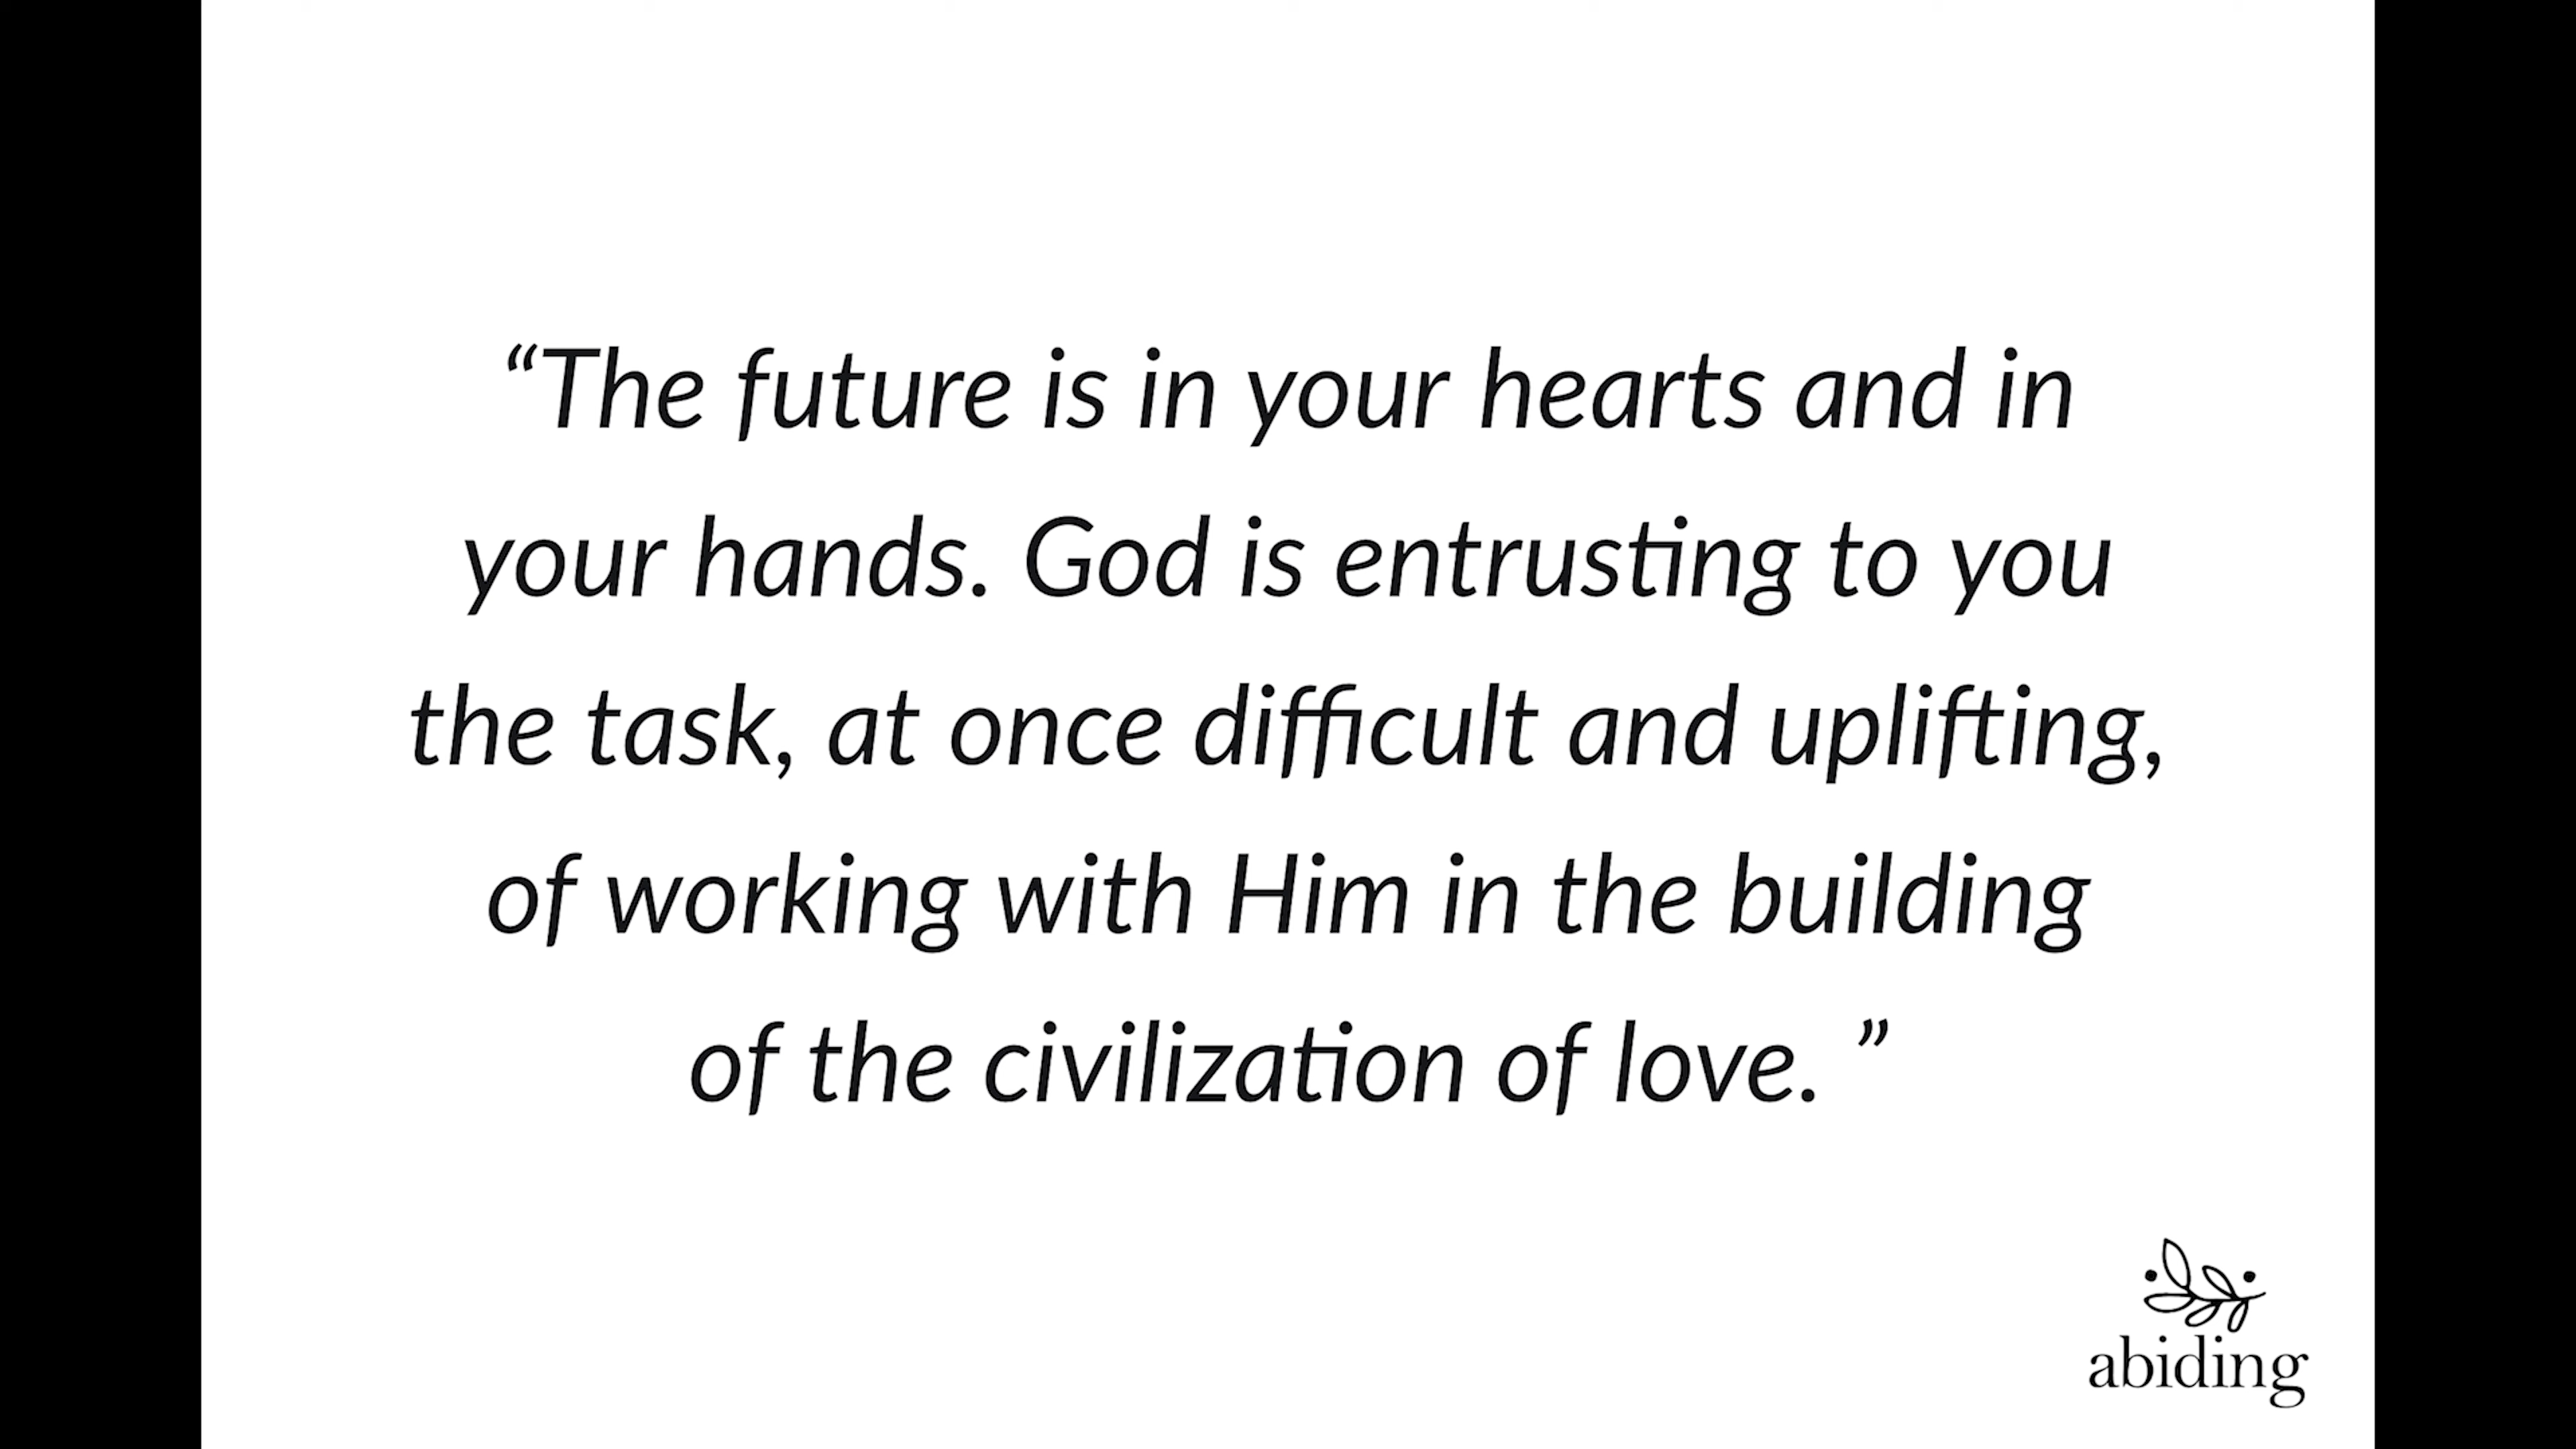 “The future is in your hearts and in
your hands. God is entrusting to you
the task, at once difficult and uplifting,
of working with Him in the building
of the civilization of love. ”
abiding